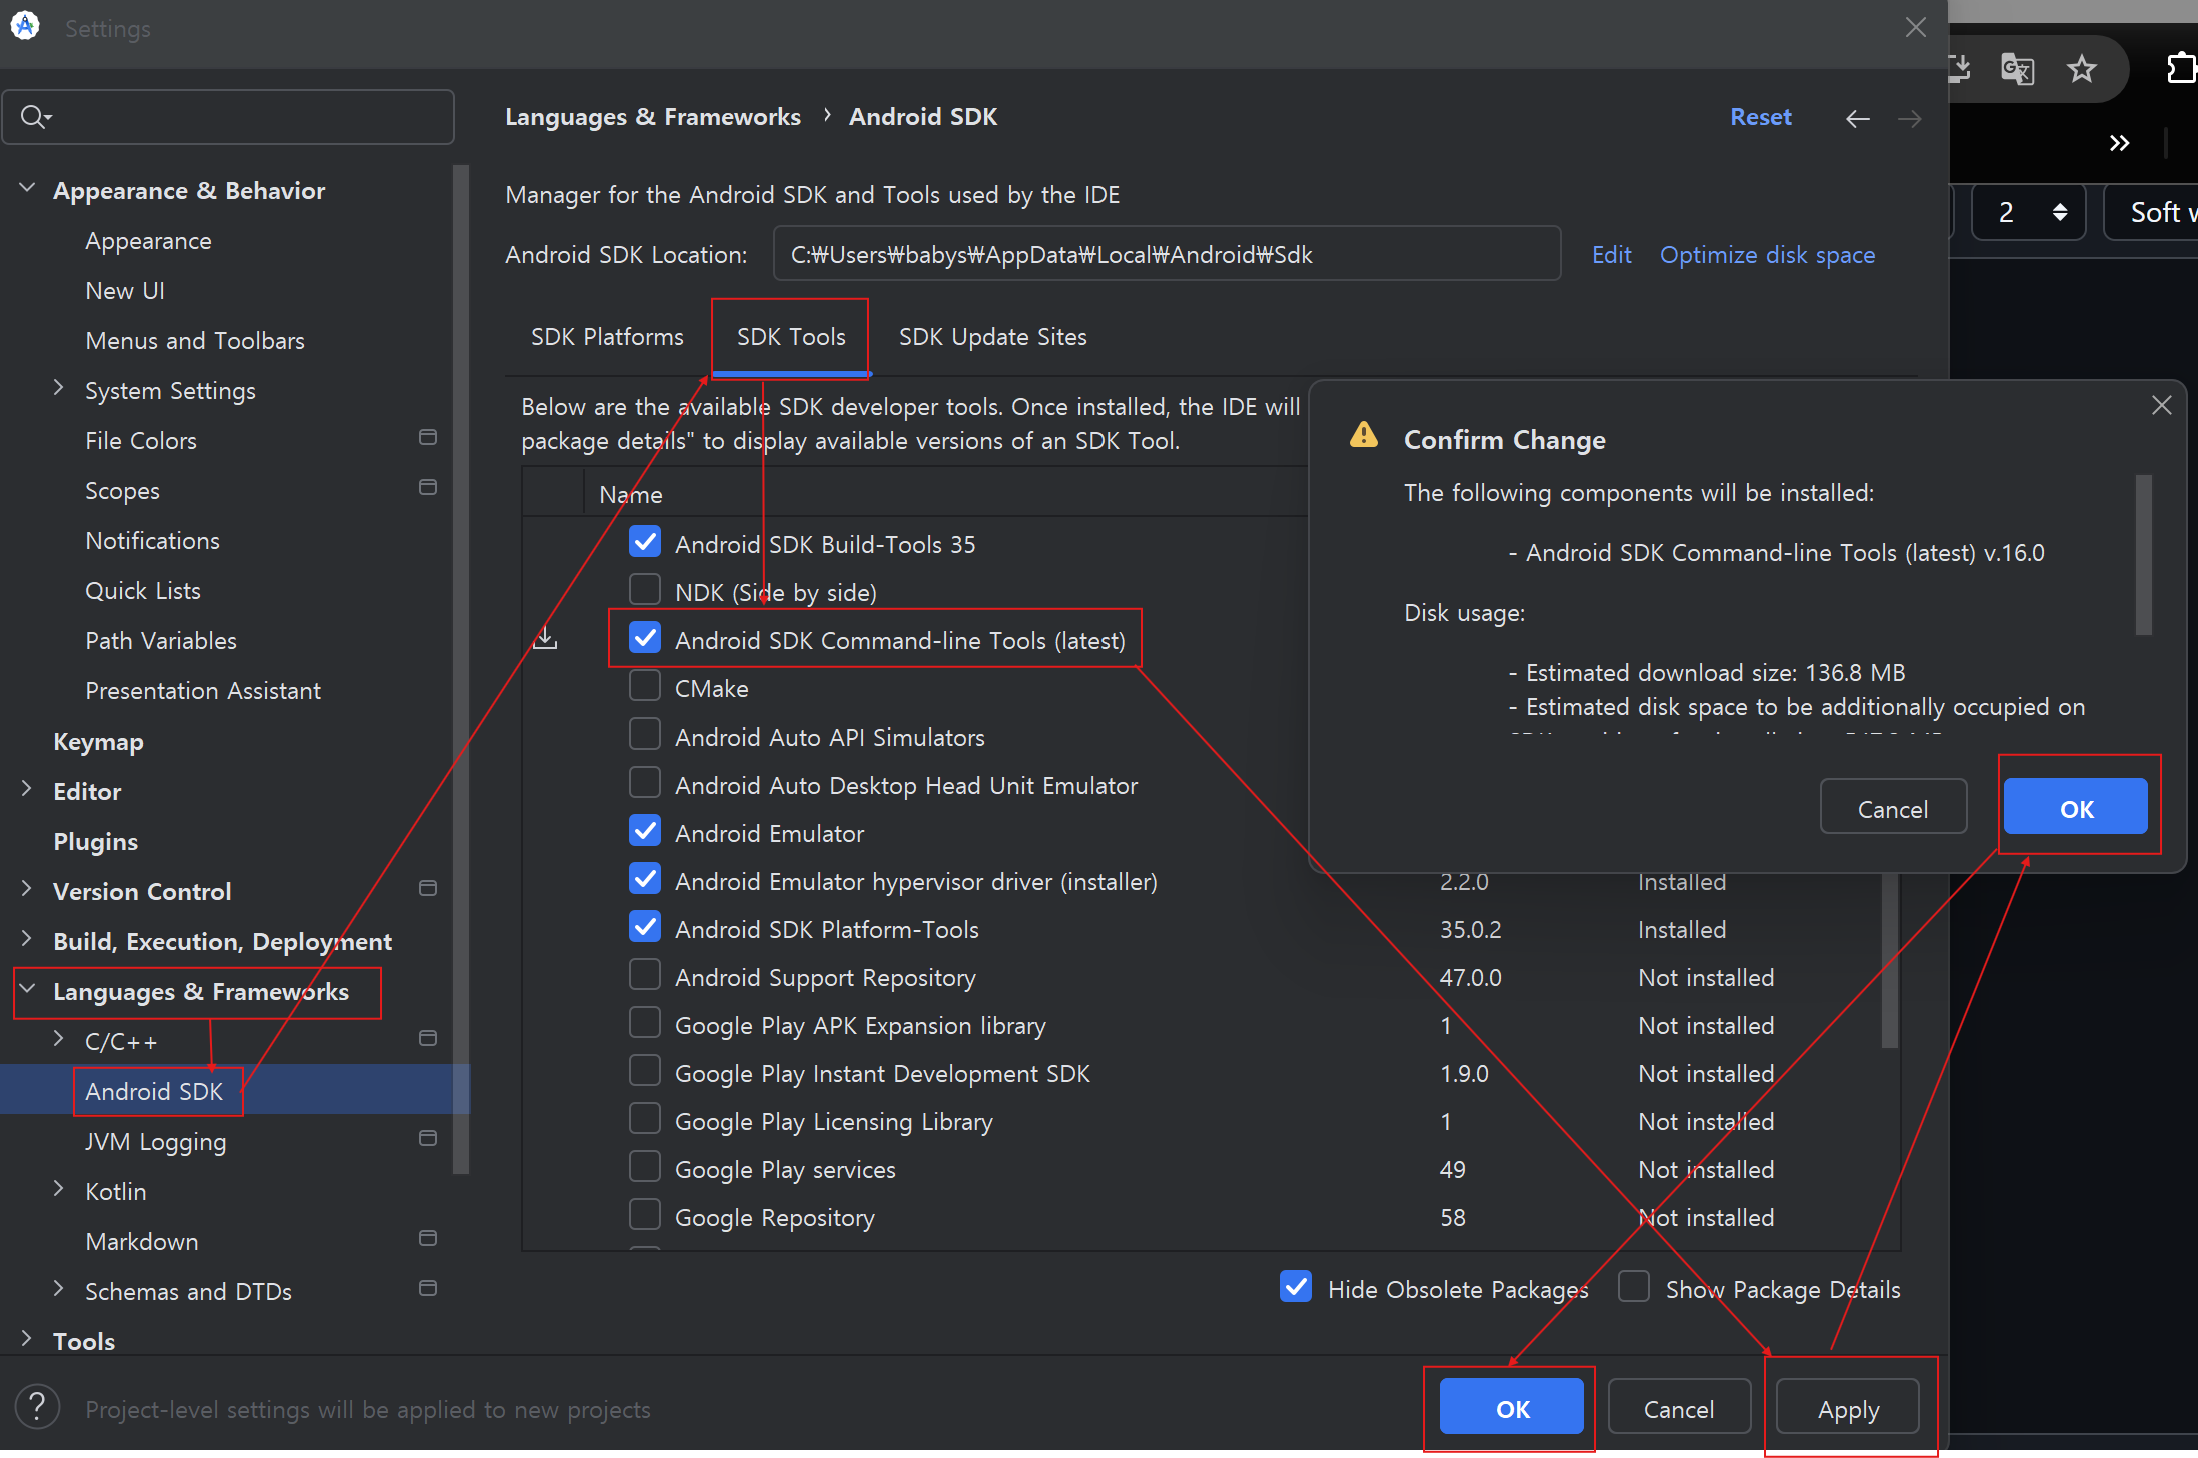 Settings
Languages & Frameworks › Android SDK
Reset
Manager for the Android SDK and Tools used by the IDE
Android SDK Location:
C:₩Users₩babys₩AppData₩Local₩Android₩Sdk
Edit
Optimize disk space
SDK Platforms
SDK Tools
SDK Update Sites
Below are the available SDK developer tools. Once installed, the IDE will
package details" to display available versions of an SDK Tool.
Name
Android SDK Build-Tools 35
NDK (Side by side)
Android SDK Command-line Tools (latest)
CMake
Android Auto API Simulators
Android Auto Desktop Head Unit Emulator
Android Emulator
Android Emulator hypervisor driver (installer) 2.2.0 Installed
Android SDK Platform-Tools 35.0.2 Installed
Android Support Repository 47.0.0 Not installed
Google Play APK Expansion library 1 Not installed
Google Play Instant Development SDK 1.9.0 Not installed
Google Play Licensing Library 1 Not installed
Google Play services 49 Not installed
Google Repository 58 Not installed
Hide Obsolete Packages
Show Package Details
Appearance & Behavior
Appearance
New UI
Menus and Toolbars
System Settings
File Colors
Scopes
Notifications
Quick Lists
Path Variables
Presentation Assistant
Keymap
Editor
Plugins
Version Control
Build, Execution, Deployment
Languages & Frameworks
C/C++
Android SDK
JVM Logging
Kotlin
Markdown
Schemas and DTDs
Tools
?
Project-level settings will be applied to new projects
OK
Cancel
Apply
Confirm Change
The following components will be installed:
- Android SDK Command-line Tools (latest) v.16.0
Disk usage:
- Estimated download size: 136.8 MB
- Estimated disk space to be additionally occupied on
Cancel
OK
2
Soft